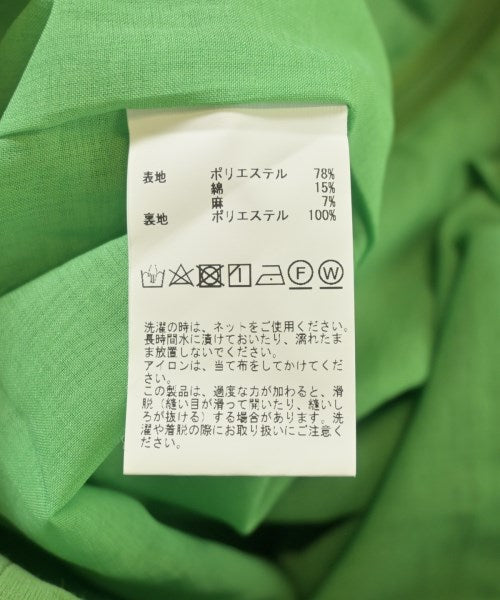 表地 ポリエステル 78%
綿 15%
麻 7%
裏地 ポリエステル 100%
F W
洗濯の時は、ネットをご使用ください。
長時間水に漬けておいたり、濡れたま
ま放置しないでください。
アイロンは、当て布をしてかけてくだ
さい。
この製品は、過度な力が加わると、滑
脱（縫い目が滑って開いたり、縫いし
ろが抜ける）する場合があります。洗
濯や着脱の際にお取り扱いにご注意く
ださい。